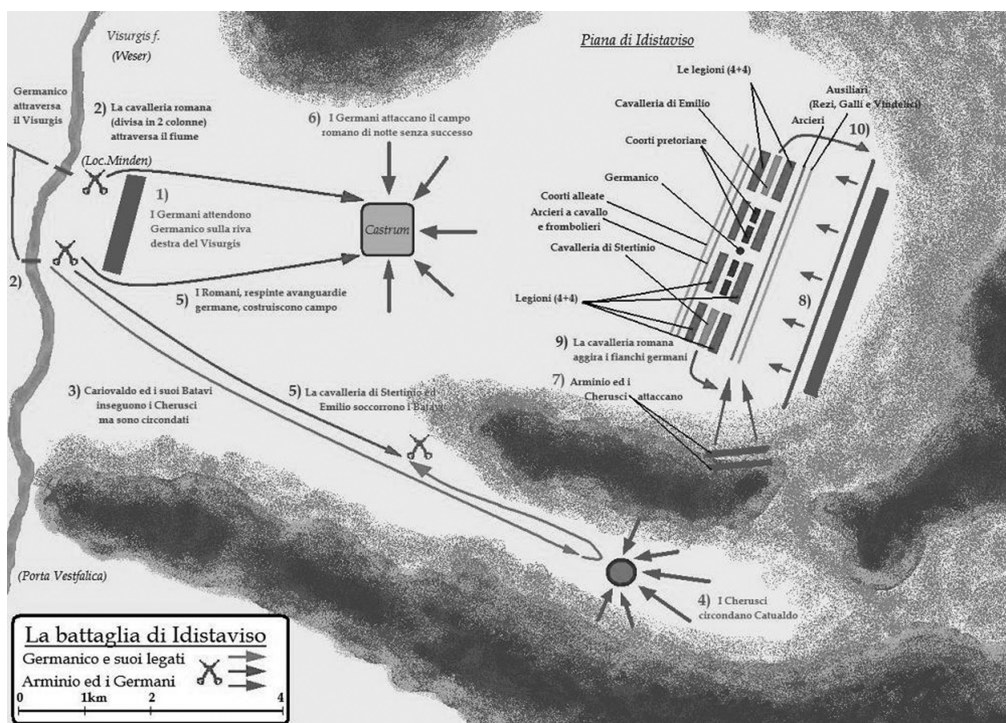 Visurgis f.
(Weser)
Germanico
attraversa
il Visurgis
2) La cavalleria romana
(divisa in 2 colonne)
attraversa il fiume
(Loc.Minden)
1)
I Germani attendono
Germanico sulla riva
destra del Visurgis
2)
6) I Germani attaccano il campo
romano di notte senza successo
Castrum
5) I Romani, respinte avanguardie
germane, costruiscono campo
3) Cariovaldo ed i suoi Batavi
inseguono i Cherusci
ma sono circondati
5) La cavalleria di Stertinio ed
Emilio soccorrono i Batavi
4) I Cherusci
circondano Catualdo
Piana di Idistaviso
Le legioni (4+4)
Cavalleria di Emilio
Ausiliari
(Rezi, Galli e Vindelici)
Arcieri
10)
Coorti pretoriane
Germanico
Coorti alleate
Arcieri a cavallo
e frombolieri
Cavalleria di Stertinio
Legioni (4+4)
8)
9) La cavalleria romana
aggira i fianchi germani
7) Arminio ed i
Cherusci attaccano
(Porta Vestfalica)
La battaglia di Idistaviso
Germanico e suoi legati
Arminio ed i Germani
0 1km 2 4